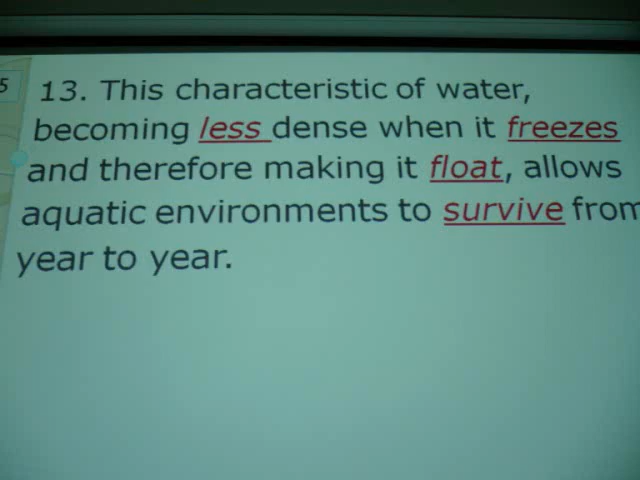 5
13. This characteristic of water,
becoming less dense when it freezes
and therefore making it float, allows
aquatic environments to survive from
year to year.